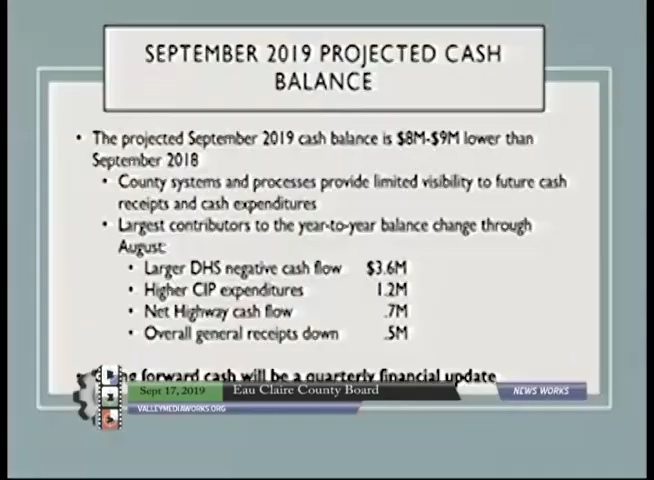 SEPTEMBER 2019 PROJECTED CASH
BALANCE
• The projected September 2019 cash balance is $8M-$9M lower than
September 2018
• County systems and processes provide limited visibility to future cash
receipts and cash expenditures
• Largest contributors to the year-to-year balance change through
August:
• Larger DHS negative cash flow $3.6M
• Higher CIP expenditures 1.2M
• Net Highway cash flow .7M
• Overall general receipts down .5M
forward cash will be a quarterly financial update
Sept 17, 2019 Eau Claire County Board NEWS WORKS
VALLEYMEDIAWORKS.ORG